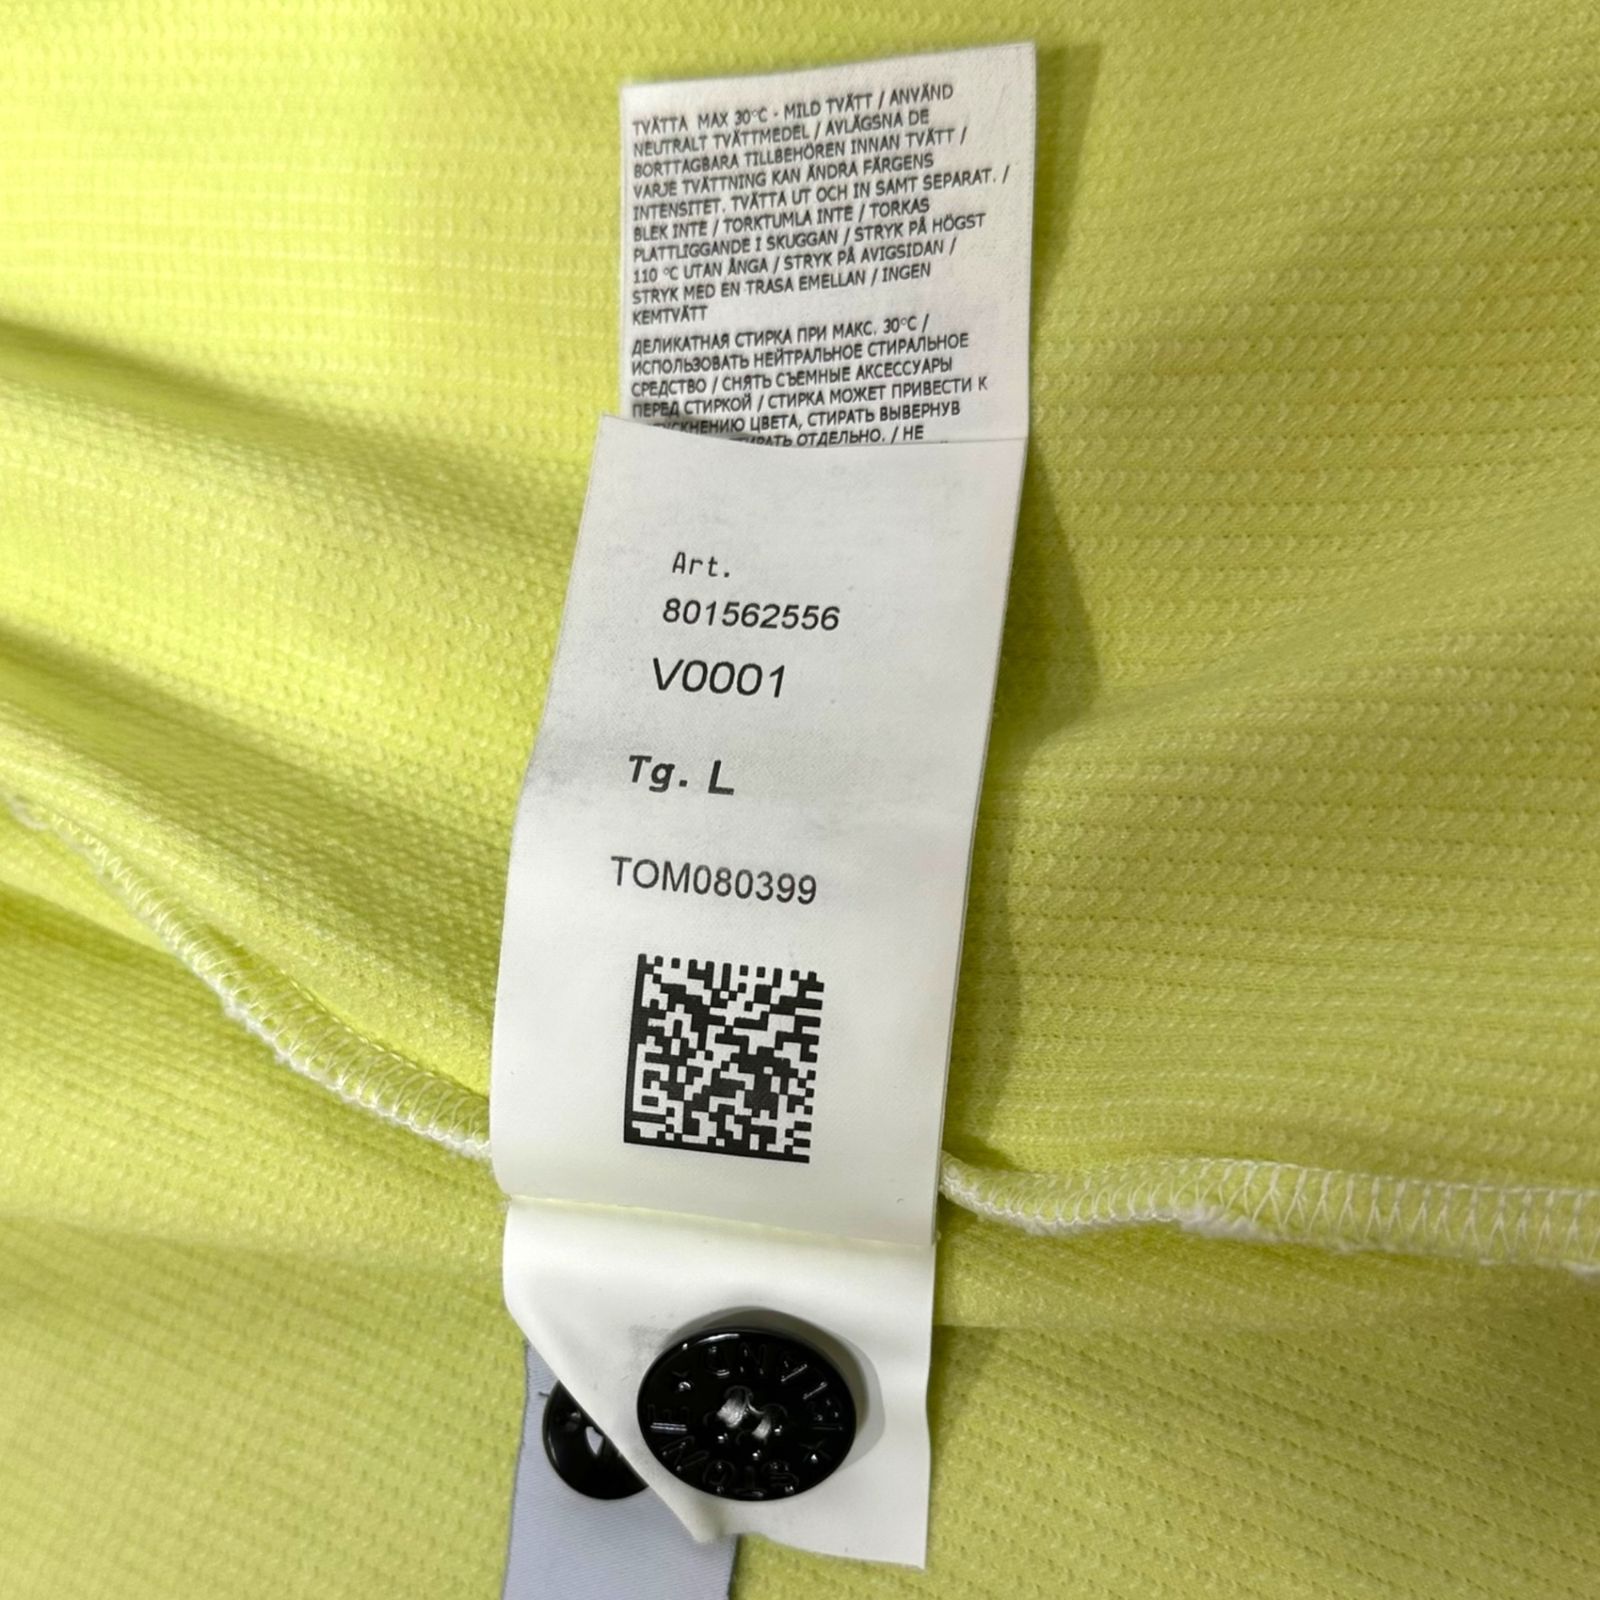 TVÄTTA MAX 30°C - MILD TVÄTT / ANVÄND
NEUTRALT TVÄTTMEDEL / AVLÄGSNA DE
BORTTAGBARA TILLBEHÖREN INNAN TVÄTT /
VARJE TVÄTTNING KAN ÄNDRA FÄRGENS
INTENSITET. TVÄTTA UT OCH IN SAMT SEPARAT. /
BLEK INTE / TORKTUMLA INTE / TORKAS
PLATTLIGGANDE I SKUGGAN / STRYK PÅ HÖGST
110 °C UTAN ÅNGA / STRYK PÅ AVIGSIDAN /
STRYK MED EN TRASA EMELLAN / INGEN
KEMTVÄTT
ДЕЛИКАТНАЯ СТИРКА ПРИ МАКС. 30°C /
ИСПОЛЬЗОВАТЬ НЕЙТРАЛЬНОЕ СТИРАЛЬНОЕ
СРЕДСТВО / СНЯТЬ СЪЕМНЫЕ АКСЕССУАРЫ
ПЕРЕД СТИРКОЙ / СТИРКА МОЖЕТ ПРИВЕСТИ К
ЦВЕТА, СТИРАТЬ ВЫВЕРНУВ
ОТДЕЛЬНО. / НЕ
Art.
801562556
V0001
Tg. L
TOM080399
STONE ISLAND